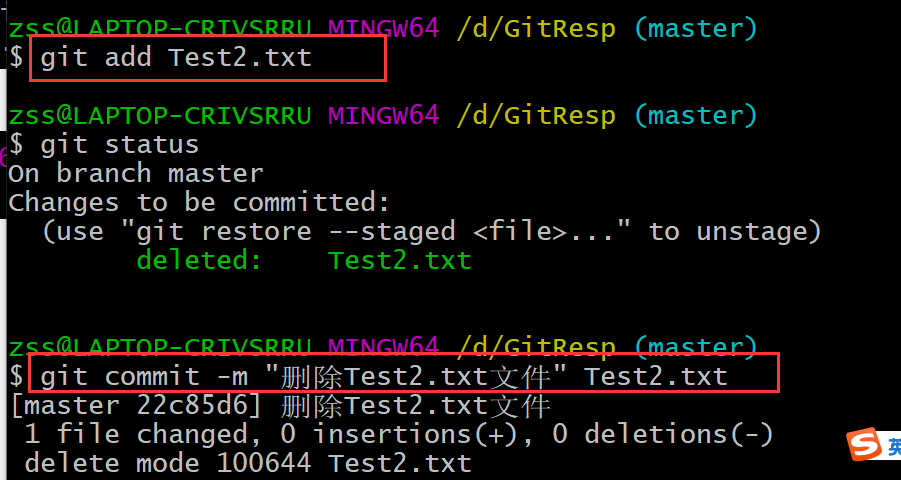 zss@LAPTOP-CRIVSRRU MINGW64 /d/GitResp (master)
$ git add Test2.txt
zss@LAPTOP-CRIVSRRU MINGW64 /d/GitResp (master)
$ git status
On branch master
Changes to be committed:
  (use "git restore --staged <file>..." to unstage)
        deleted:    Test2.txt
zss@LAPTOP-CRIVSRRU MINGW64 /d/GitResp (master)
$ git commit -m "删除Test2.txt文件" Test2.txt
[master 22c85d6] 删除Test2.txt文件
 1 file changed, 0 insertions(+), 0 deletions(-)
 delete mode 100644 Test2.txt
S